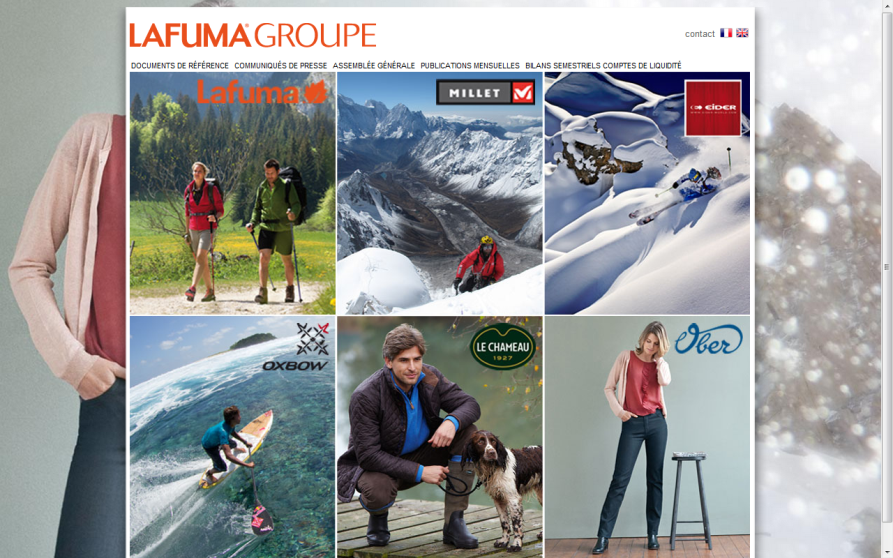 LAFUMA GROUPE
contact
DOCUMENTS DE RÉFÉRENCE COMMUNIQUÉS DE PRESSE ASSEMBLÉE GÉNÉRALE PUBLICATIONS MENSUELLES BILANS SEMESTRIELS COMPTES DE LIQUIDITÉ
Lafuma
MILLET
EIDER
OXBOW
LE CHAMEAU
1927
Ober